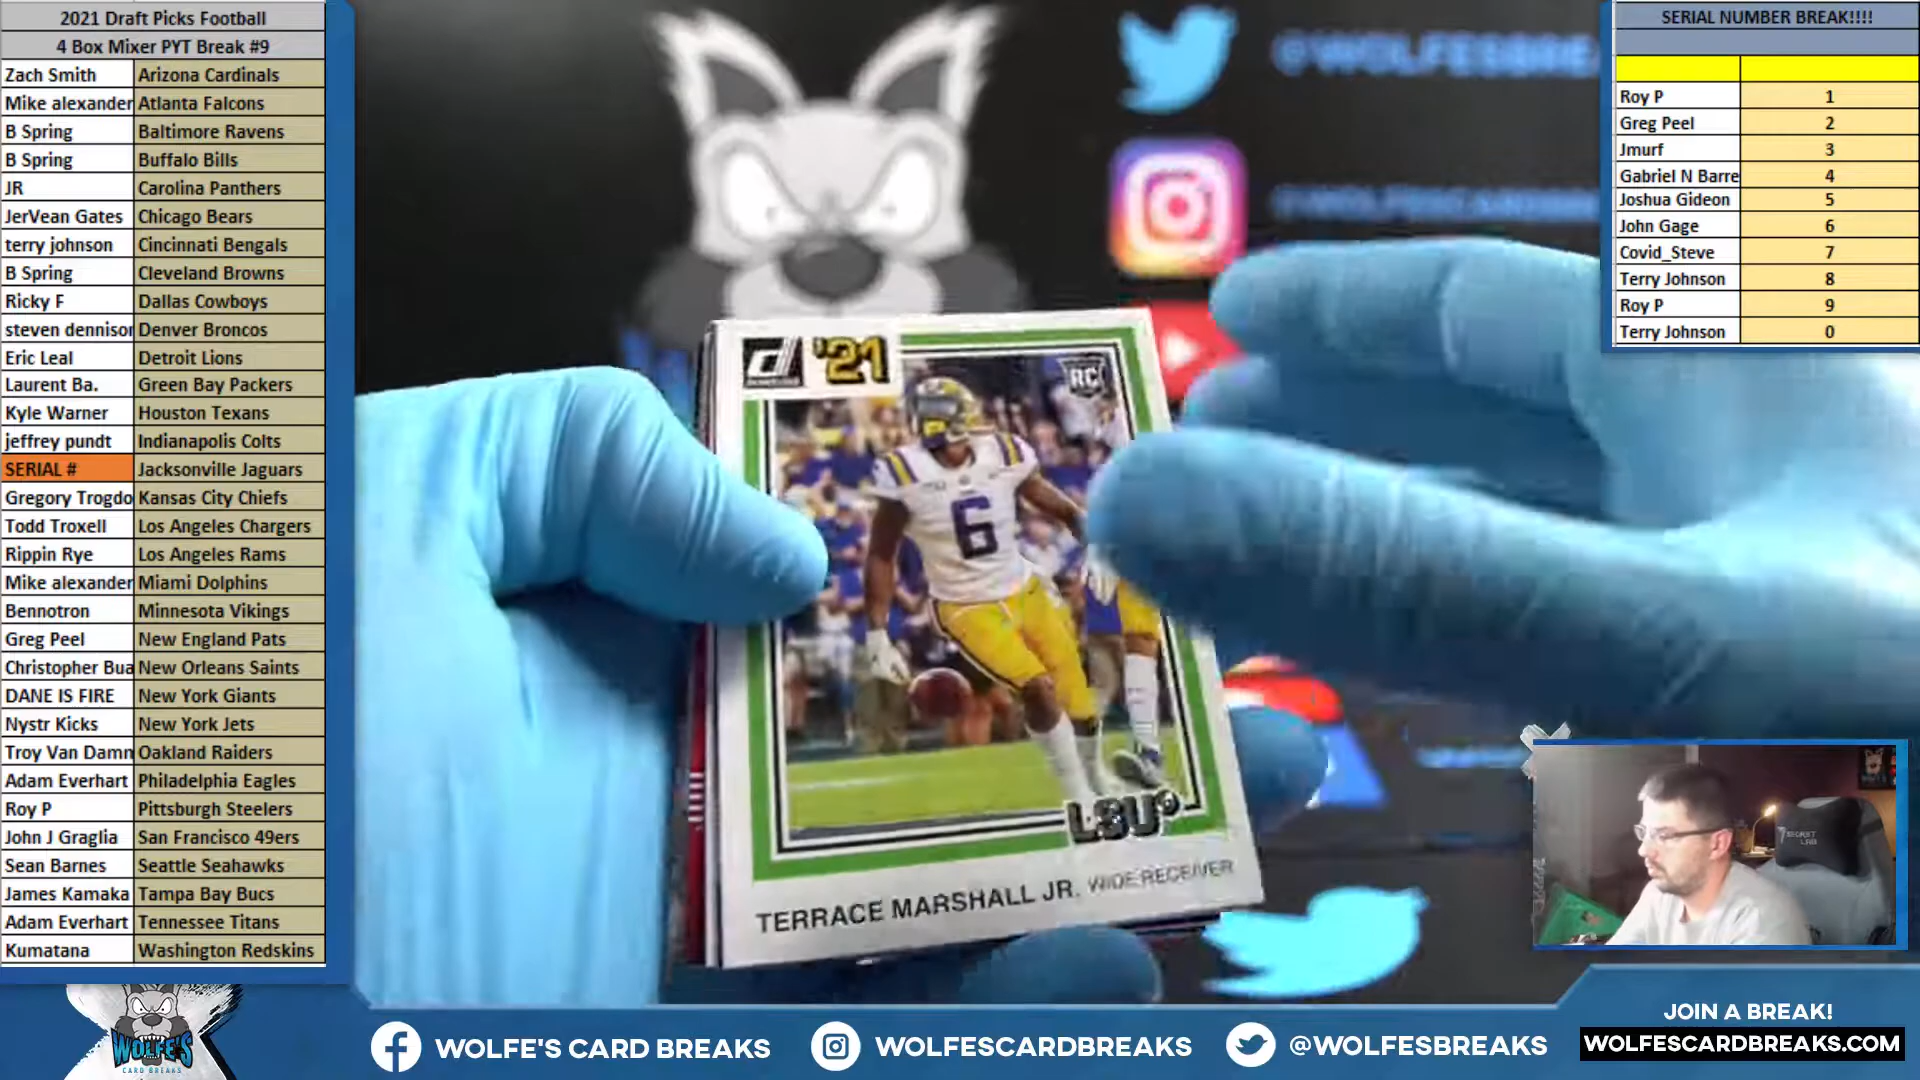 2021 Draft Picks Football
4 Box Mixer PYT Break #9
Zach Smith Arizona Cardinals
Mike alexander Atlanta Falcons
B Spring Baltimore Ravens
B Spring Buffalo Bills
JR Carolina Panthers
JerVean Gates Chicago Bears
terry johnson Cincinnati Bengals
B Spring Cleveland Browns
Ricky F Dallas Cowboys
steven dennison Denver Broncos
Eric Leal Detroit Lions
Laurent Ba. Green Bay Packers
Kyle Warner Houston Texans
jeffrey pundt Indianapolis Colts
SERIAL # Jacksonville Jaguars
Gregory Trogdo Kansas City Chiefs
Todd Troxell Los Angeles Chargers
Rippin Rye Los Angeles Rams
Mike alexander Miami Dolphins
Bennotron Minnesota Vikings
Greg Peel New England Pats
Christopher Bua New Orleans Saints
DANE IS FIRE New York Giants
Nystr Kicks New York Jets
Troy Van Damn Oakland Raiders
Adam Everhart Philadelphia Eagles
Roy P Pittsburgh Steelers
John J Graglia San Francisco 49ers
Sean Barnes Seattle Seahawks
James Kamaka Tampa Bay Bucs
Adam Everhart Tennessee Titans
Kumatana Washington Redskins
@WOLFESBREA
'21
RC
6
LSU
TERRACE MARSHALL JR. WIDE RECEIVER
SERIAL NUMBER BREAK!!!!
Roy P 1
Greg Peel 2
Jmurf 3
Gabriel N Barre 4
Joshua Gideon 5
John Gage 6
Covid_Steve 7
Terry Johnson 8
Roy P 9
Terry Johnson 0
SECRET LAB
WOLFE'S
CARD BREAKS
WOLFE'S CARD BREAKS
WOLFESCARDBREAKS
@WOLFESBREAKS
JOIN A BREAK!
WOLFESCARDBREAKS.COM